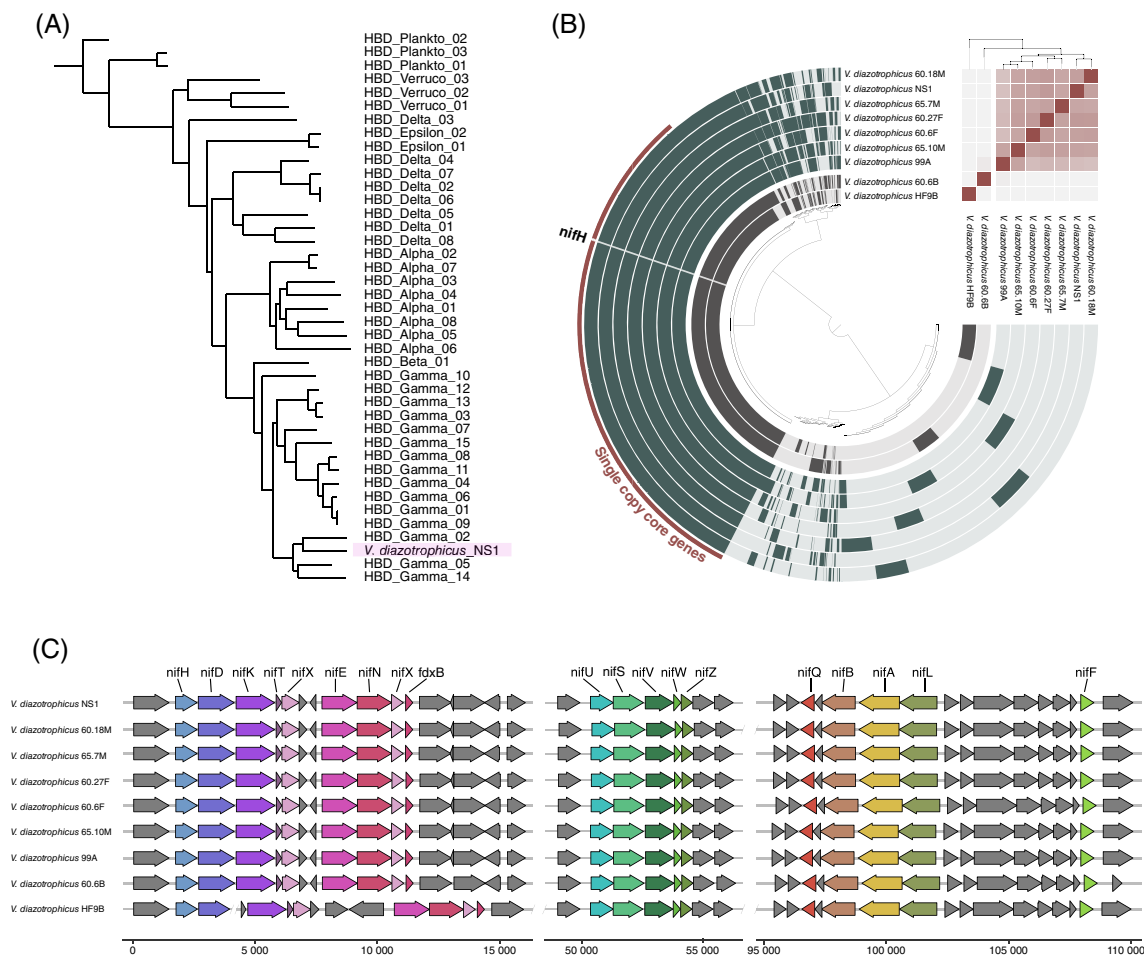 (A)
HBD_Plankto_02
HBD_Plankto_03
HBD_Plankto_01
HBD_Verruco_03
HBD_Verruco_02
HBD_Verruco_01
HBD_Delta_03
HBD_Epsilon_02
HBD_Epsilon_01
HBD_Delta_04
HBD_Delta_07
HBD_Delta_02
HBD_Delta_06
HBD_Delta_05
HBD_Delta_01
HBD_Delta_08
HBD_Alpha_02
HBD_Alpha_07
HBD_Alpha_03
HBD_Alpha_04
HBD_Alpha_01
HBD_Alpha_08
HBD_Alpha_05
HBD_Alpha_06
HBD_Beta_01
HBD_Gamma_10
HBD_Gamma_12
HBD_Gamma_13
HBD_Gamma_03
HBD_Gamma_07
HBD_Gamma_15
HBD_Gamma_08
HBD_Gamma_11
HBD_Gamma_04
HBD_Gamma_06
HBD_Gamma_01
HBD_Gamma_09
HBD_Gamma_02
V. diazotrophicus_NS1
HBD_Gamma_05
HBD_Gamma_14
(B)
V. diazotrophicus 60.18M
V. diazotrophicus NS1
V. diazotrophicus 65.7M
V. diazotrophicus 60.27F
V. diazotrophicus 60.6F
V. diazotrophicus 65.10M
V. diazotrophicus 99A
V. diazotrophicus 60.6B
V. diazotrophicus HF9B
V. diazotrophicus HF9B
V. diazotrophicus 60.6B
V. diazotrophicus 99A
V. diazotrophicus 65.10M
V. diazotrophicus 60.6F
V. diazotrophicus 60.27F
V. diazotrophicus 65.7M
V. diazotrophicus NS1
V. diazotrophicus 60.18M
nifH
Single copy core genes
(C)
nifH nifD nifK nifT nifX nifE nifN nifX fdxB nifU nifS nifV nifW nifZ nifQ nifB nifA nifL nifF
V. diazotrophicus NS1
V. diazotrophicus 60.18M
V. diazotrophicus 65.7M
V. diazotrophicus 60.27F
V. diazotrophicus 60.6F
V. diazotrophicus 65.10M
V. diazotrophicus 99A
V. diazotrophicus 60.6B
V. diazotrophicus HF9B
0 5 000 10 000 15 000 50 000 55 000 95 000 100 000 105 000 110 000